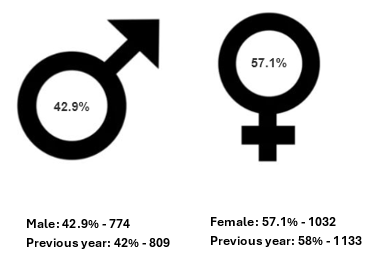 42.9%
57.1%
Male: 42.9% - 774
Previous year: 42% - 809
Female: 57.1% - 1032
Previous year: 58% - 1133